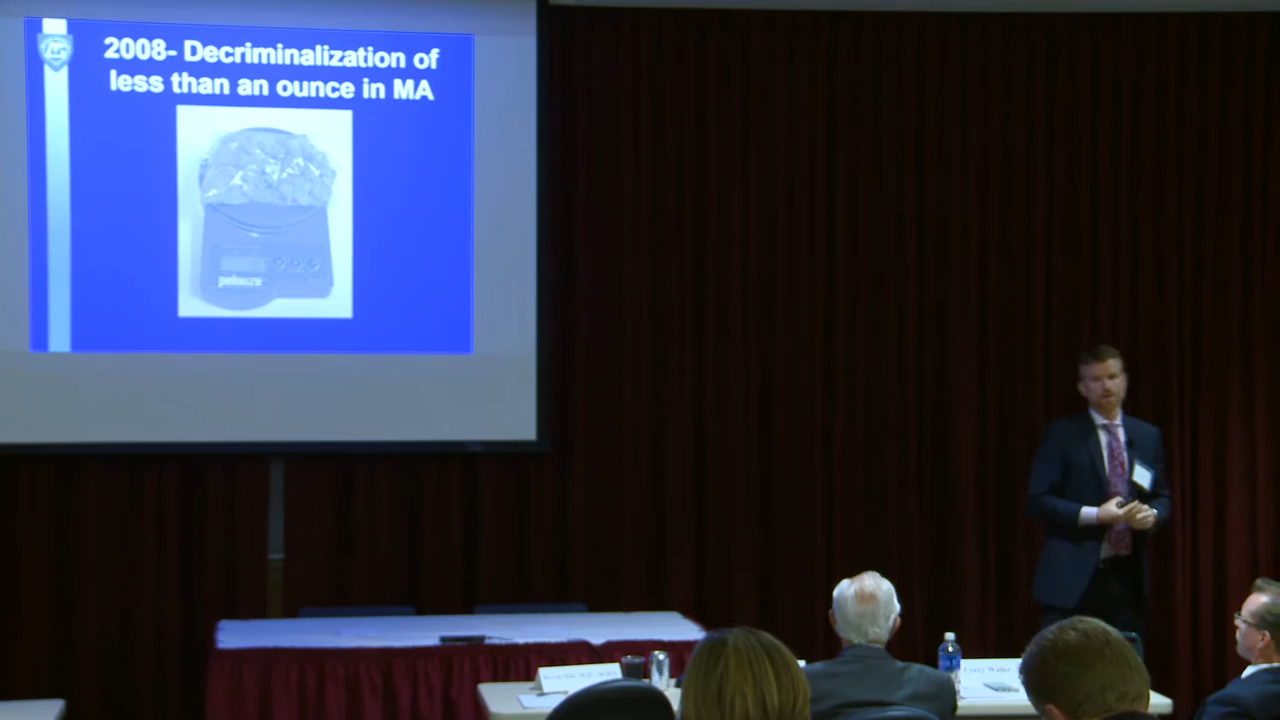 2008- Decriminalization of
less than an ounce in MA
pelouze